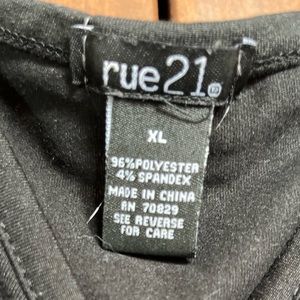 rue21
XL
96%POLYESTER
4% SPANDEX
MADE IN CHINA
RN 70829
SEE REVERSE
FOR CARE